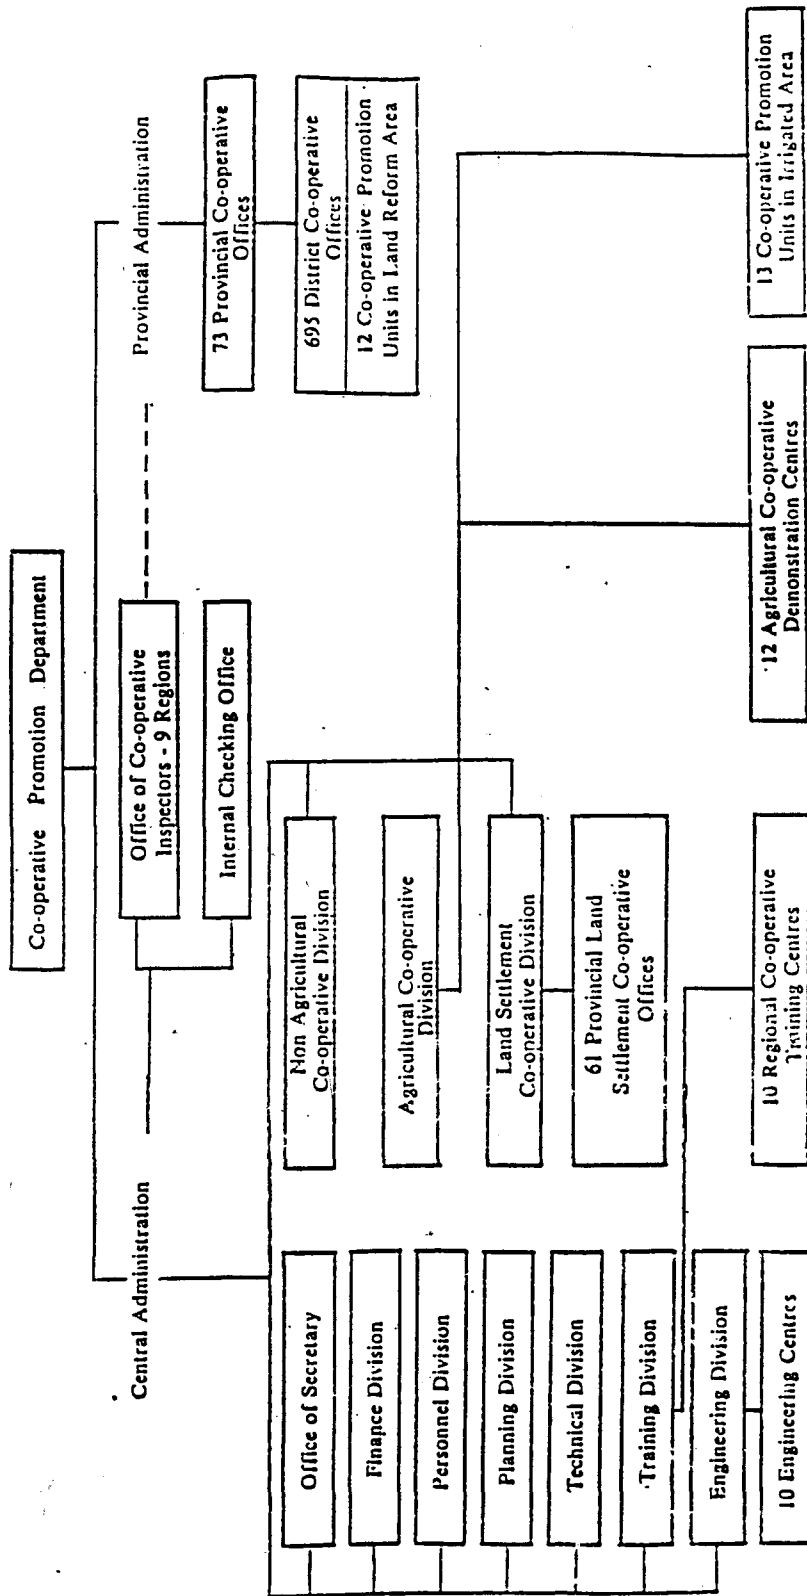 Co-operative Promotion Department
Central Administration
Provincial Administration
Office of Co-operative
Inspectors - 9 Regions
Internal Checking Office
73 Provincial Co-operative
Offices
695 District Co-operative
Offices
12 Co-operative Promotion
Units in Land Reform Area
Office of Secretary
Finance Division
Personnel Division
Planning Division
Technical Division
Training Division
Engineering Division
10 Engineering Centres
Non Agricultural
Co-operative Division
Agricultural Co-operative
Division
Land Settlement
Co-operative Division
61 Provincial Land
Settlement Co-operative
Offices
10 Regional Co-operative
Training Centres
12 Agricultural Co-operative
Demonstration Centres
13 Co-operative Promotion
Units in Irrigated Area